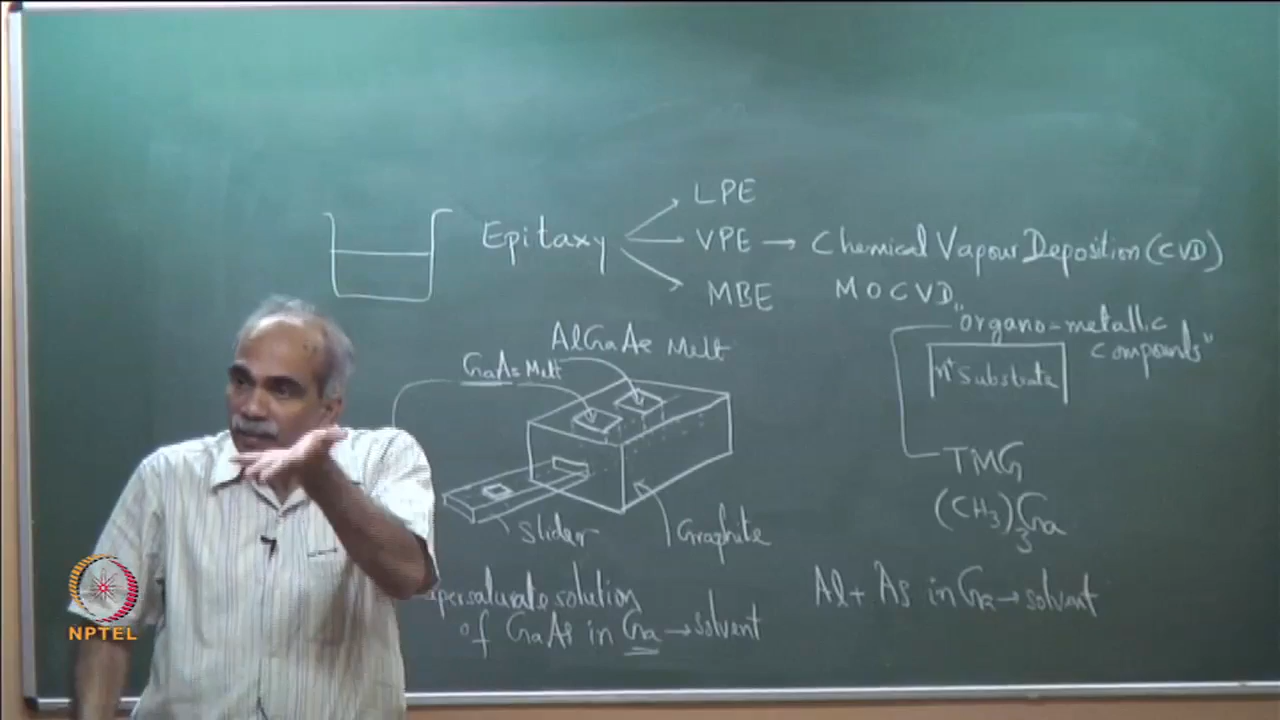 LPE
Epitaxy
VPE → Chemical Vapour Deposition (CVD)
MBE
MOCVD
"organo-metallic
compounds"
AlGaAs Melt
GaAs Melt
n+ Substrate
TMG
(CH3)3Ga
Slider
Graphite
persaturate solution
of GaAs in Ga → solvent
Al + As in Ga → solvent
NPTEL